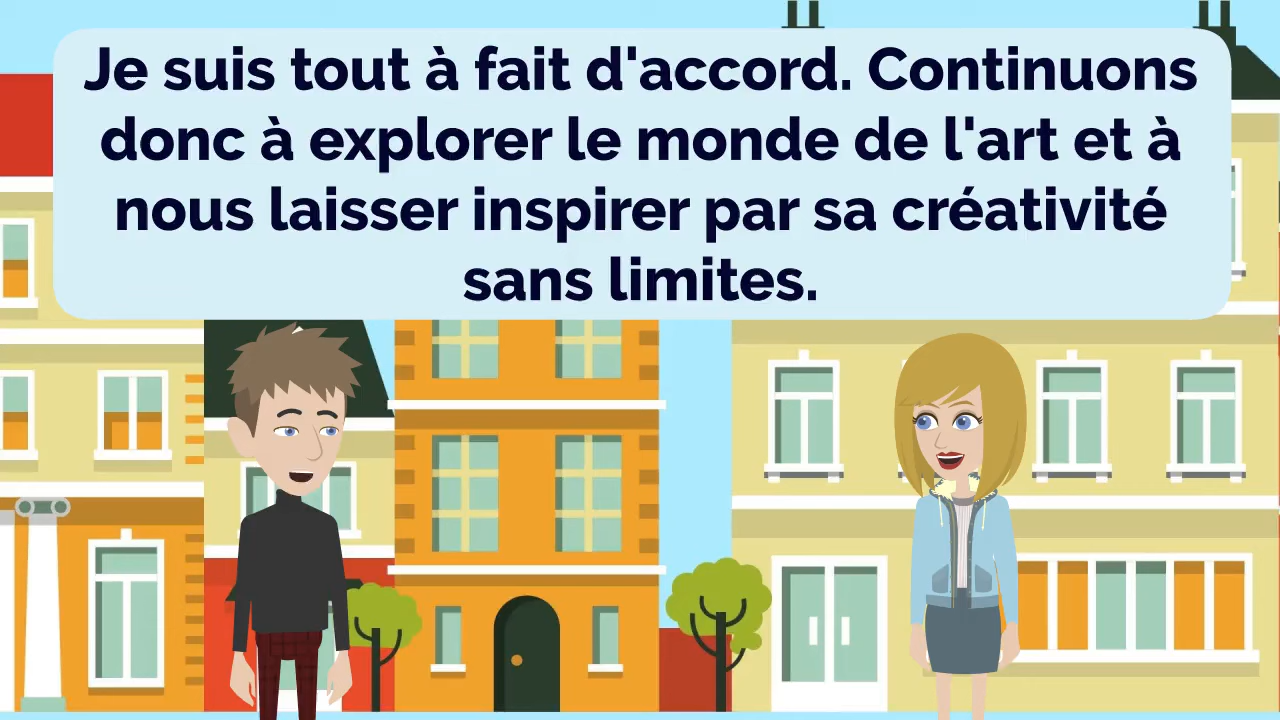 Je suis tout à fait d'accord. Continuons
donc à explorer le monde de l'art et à
nous laisser inspirer par sa créativité
sans limites.